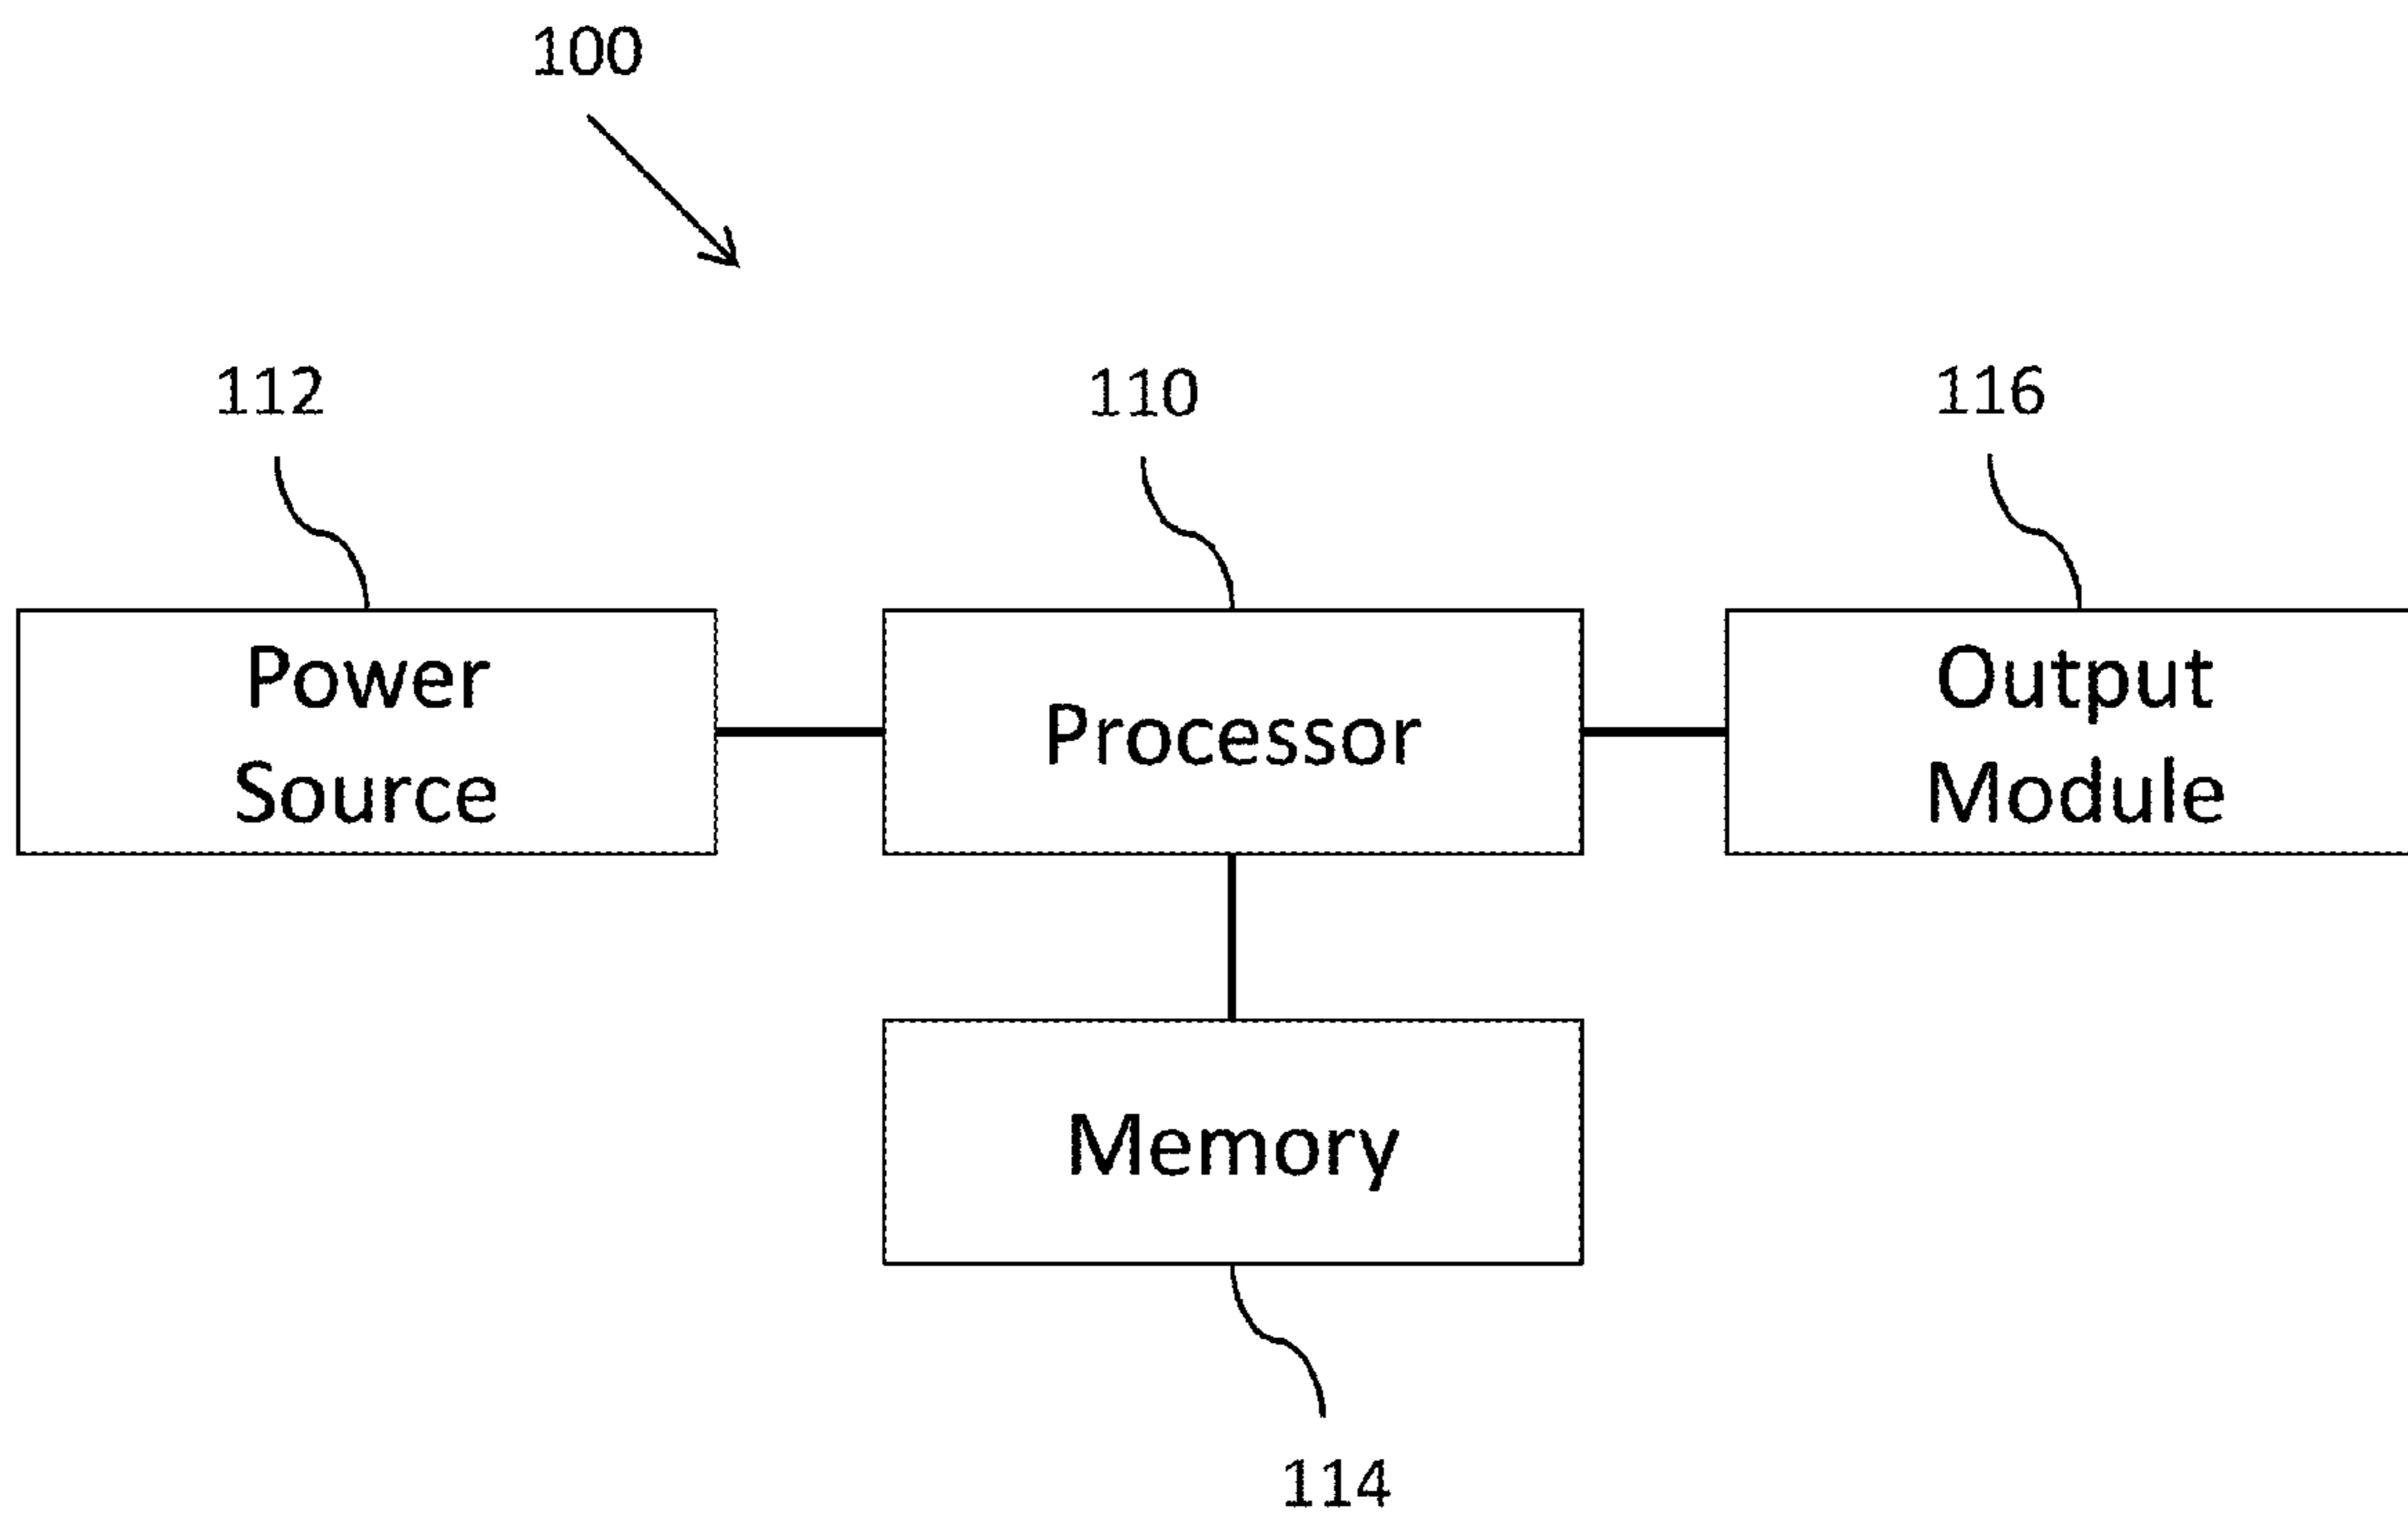 100
112
110
116
Power
Source
Processor
Output
Module
Memory
114